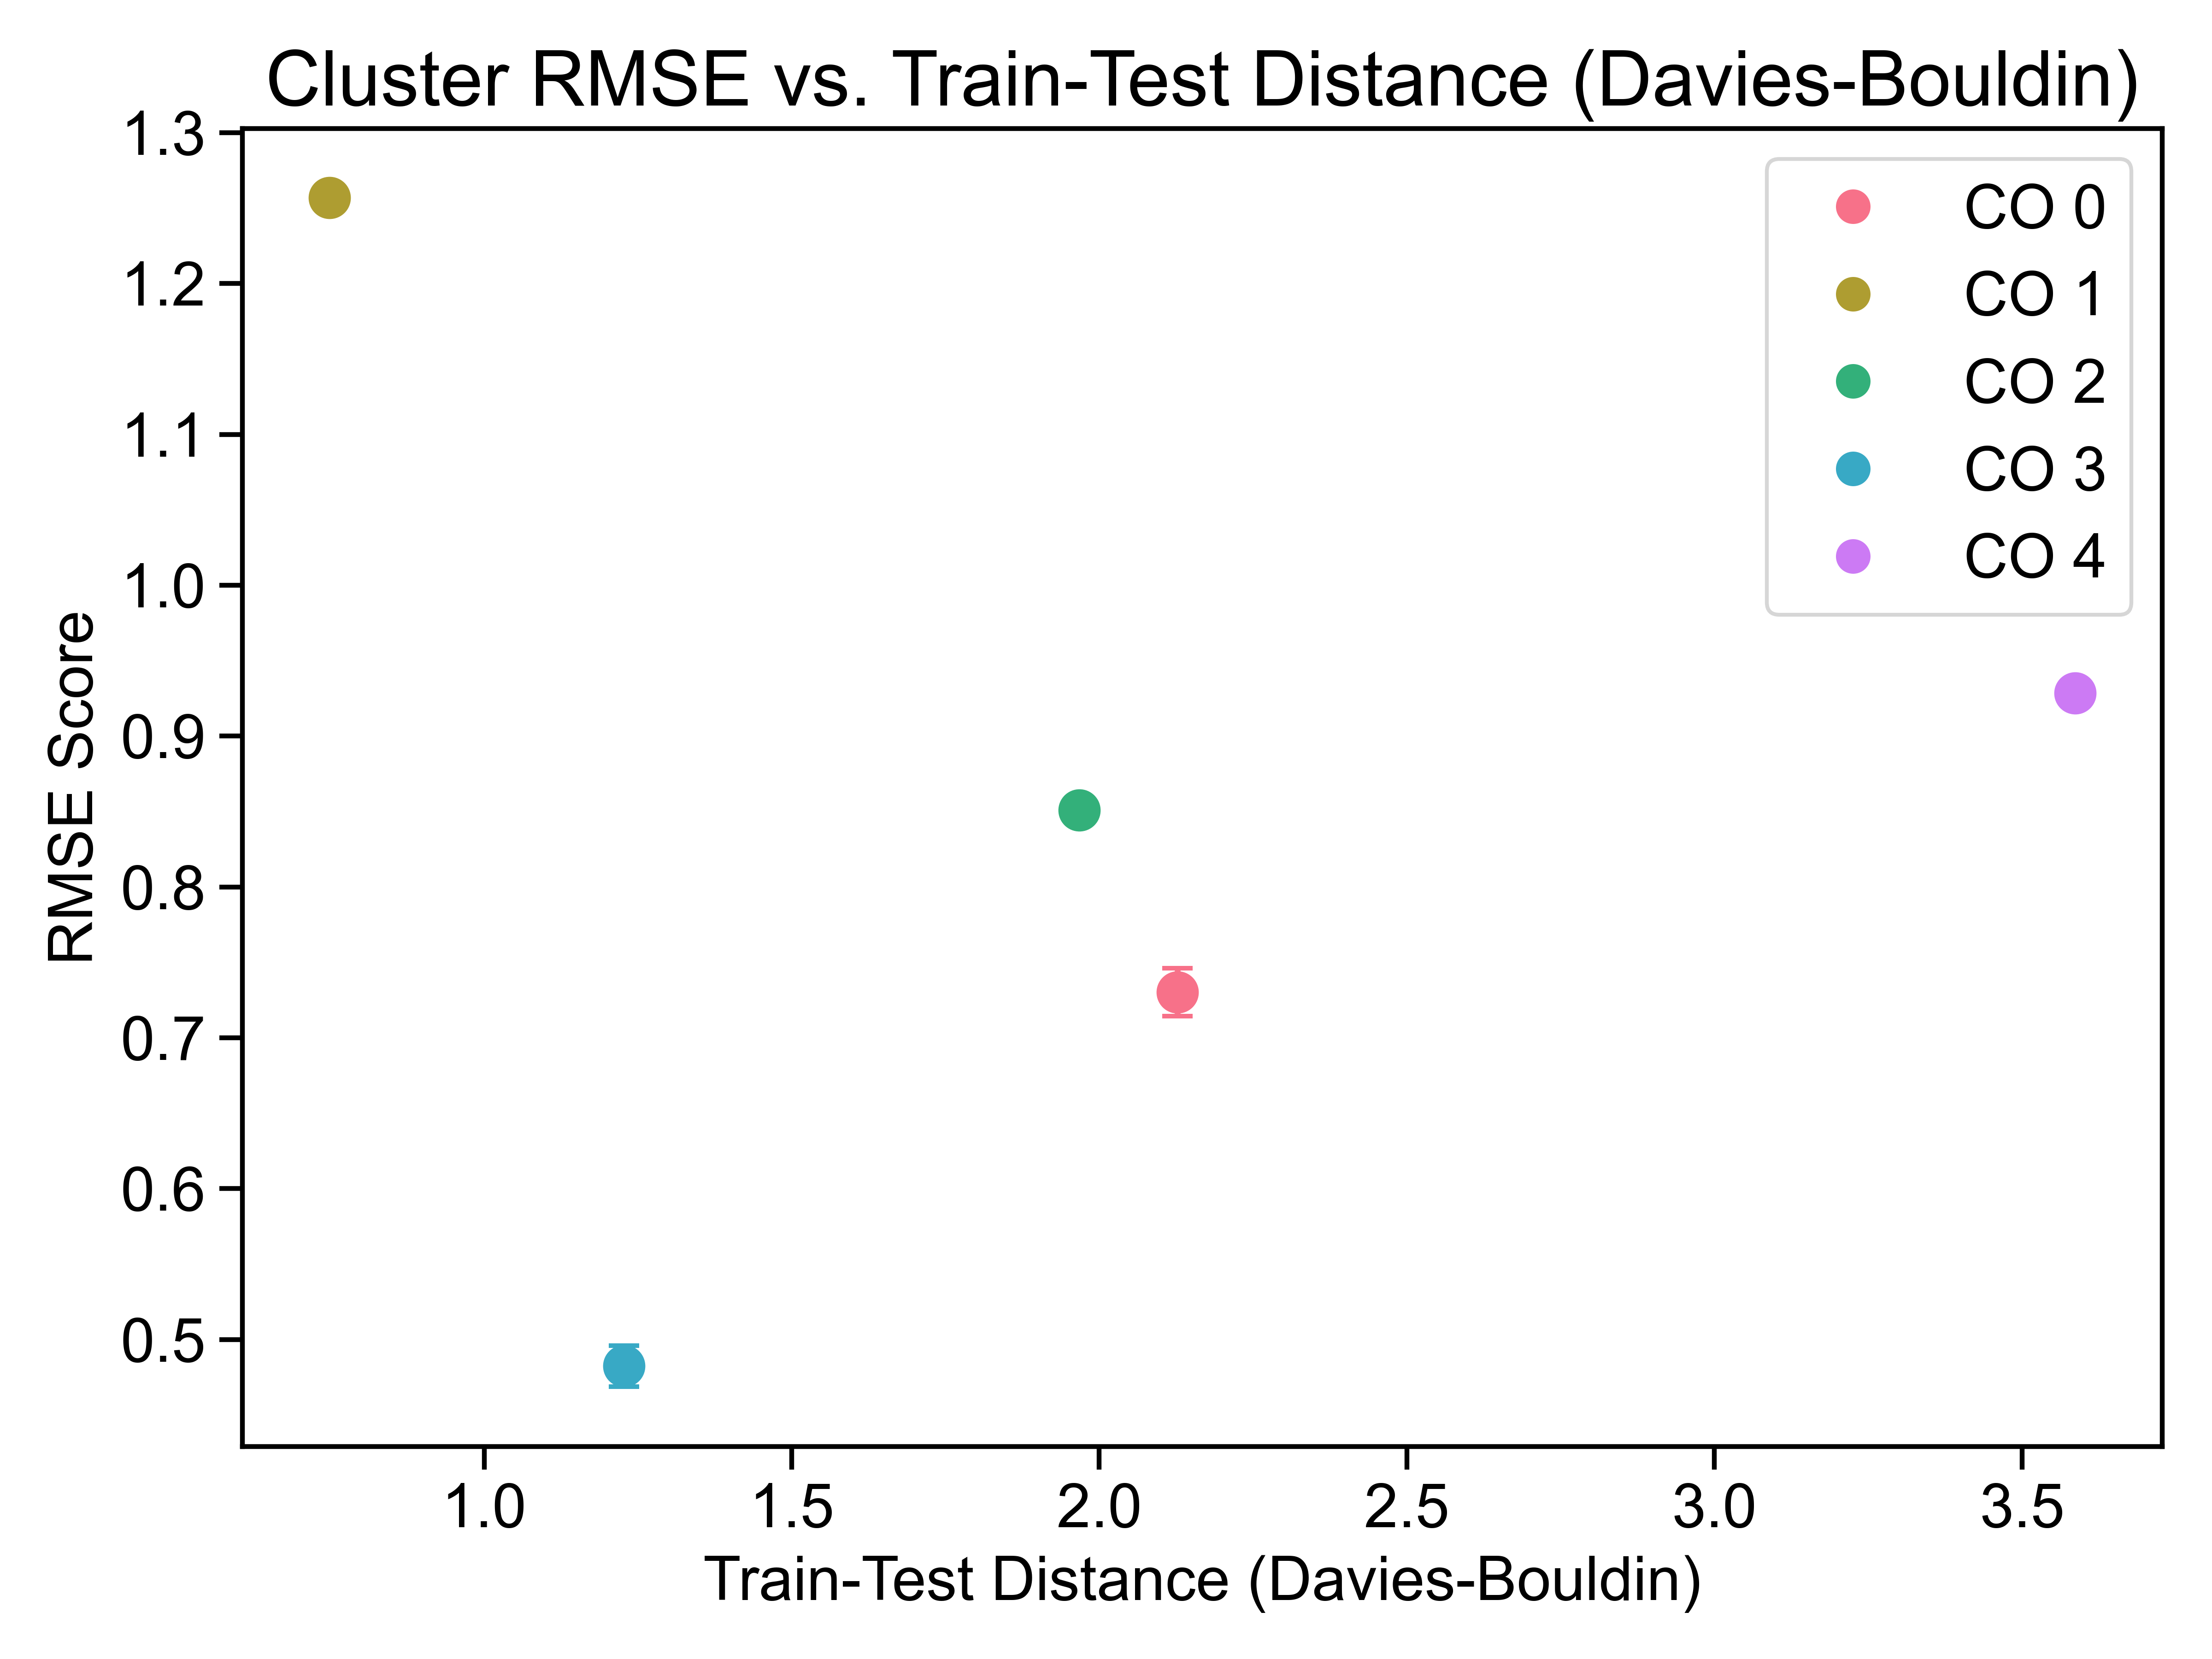 Cluster RMSE vs. Train-Test Distance (Davies-Bouldin)
1.3
1.2
1.1
1.0
0.9
0.8
0.7
0.6
0.5
RMSE Score
CO 0
CO 1
CO 2
CO 3
CO 4
1.0 1.5 2.0 2.5 3.0 3.5
Train-Test Distance (Davies-Bouldin)